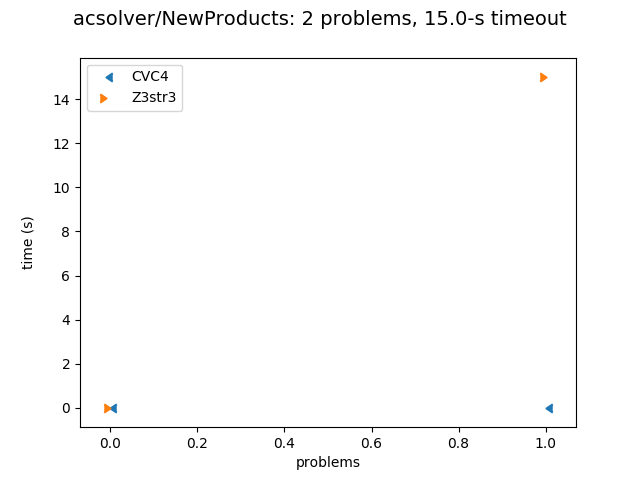 acsolver/NewProducts: 2 problems, 15.0-s timeout
CVC4
Z3str3
14
12
10
8
6
4
2
0
time (s)
0.0 0.2 0.4 0.6 0.8 1.0
problems